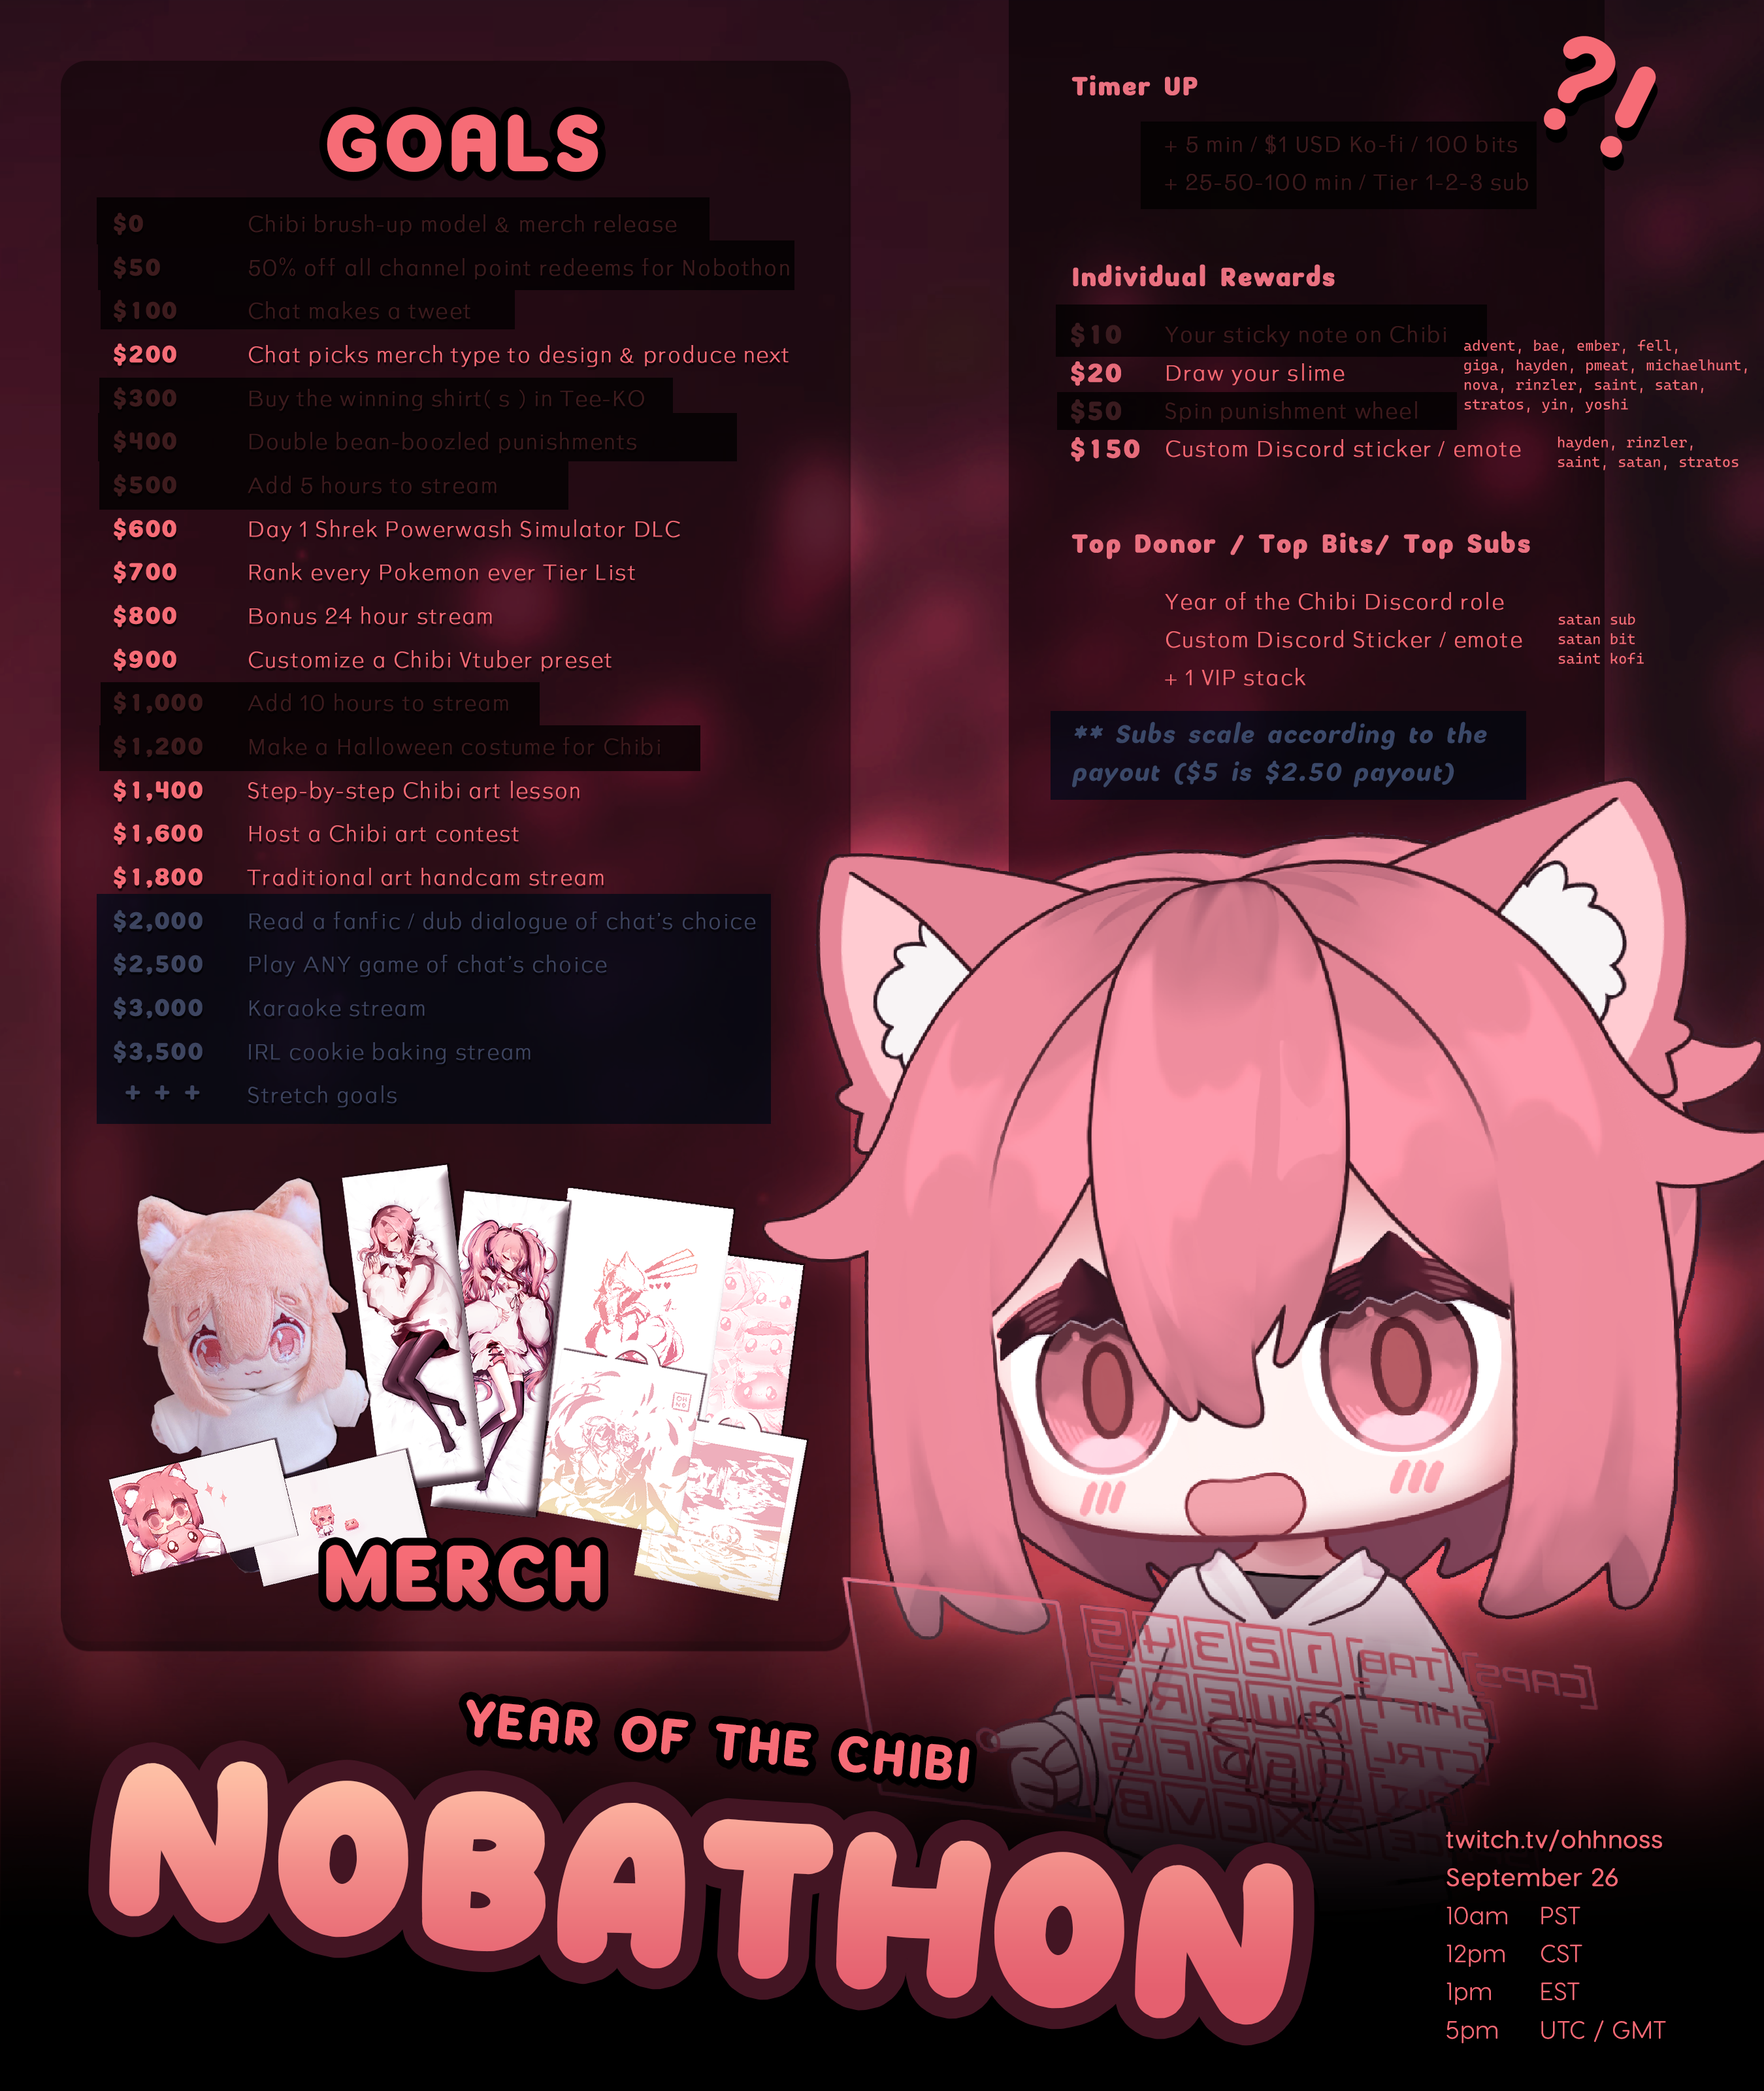 GOALS
$0 Chibi brush-up model & merch release
$50 50% off all channel point redeems for Nobothon
$100 Chat makes a tweet
$200 Chat picks merch type to design & produce next
$300 Buy the winning shirt( s ) in Tee-KO
$400 Double bean-boozled punishments
$500 Add 5 hours to stream
$600 Day 1 Shrek Powerwash Simulator DLC
$700 Rank every Pokemon ever Tier List
$800 Bonus 24 hour stream
$900 Customize a Chibi Vtuber preset
$1,000 Add 10 hours to stream
$1,200 Make a Halloween costume for Chibi
$1,400 Step-by-step Chibi art lesson
$1,600 Host a Chibi art contest
$1,800 Traditional art handcam stream
$2,000 Read a fanfic / dub dialogue of chat's choice
$2,500 Play ANY game of chat's choice
$3,000 Karaoke stream
$3,500 IRL cookie baking stream
+ + + Stretch goals
MERCH
?!
Timer UP
+ 5 min / $1 USD Ko-fi / 100 bits
+ 25-50-100 min / Tier 1-2-3 sub
Individual Rewards
$10 Your sticky note on Chibi
$20 Draw your slime
advent, bae, ember, fell,
giga, hayden, pmeat, michaelhunt,
nova, rinzler, saint, satan,
stratos, yin, yoshi
$50 Spin punishment wheel
$150 Custom Discord sticker / emote
hayden, rinzler,
saint, satan, stratos
Top Donor / Top Bits/ Top Subs
Year of the Chibi Discord role
Custom Discord Sticker / emote
+ 1 VIP stack
satan sub
satan bit
saint kofi
** Subs scale according to the
payout ($5 is $2.50 payout)
YEAR OF THE CHIBI
NOBATHON
twitch.tv/ohhnoss
September 26
10am PST
12pm CST
1pm EST
5pm UTC / GMT